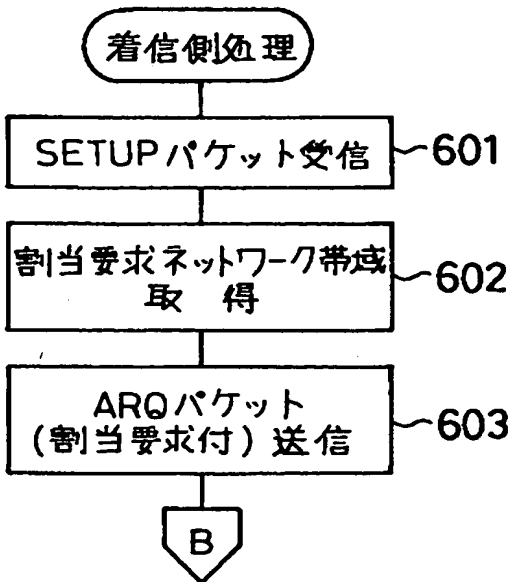 着信側処理
SETUPパケット受信
601
割当要求ネットワーク帯域
取 得
602
ARQパケット
(割当要求付) 送信
603
B